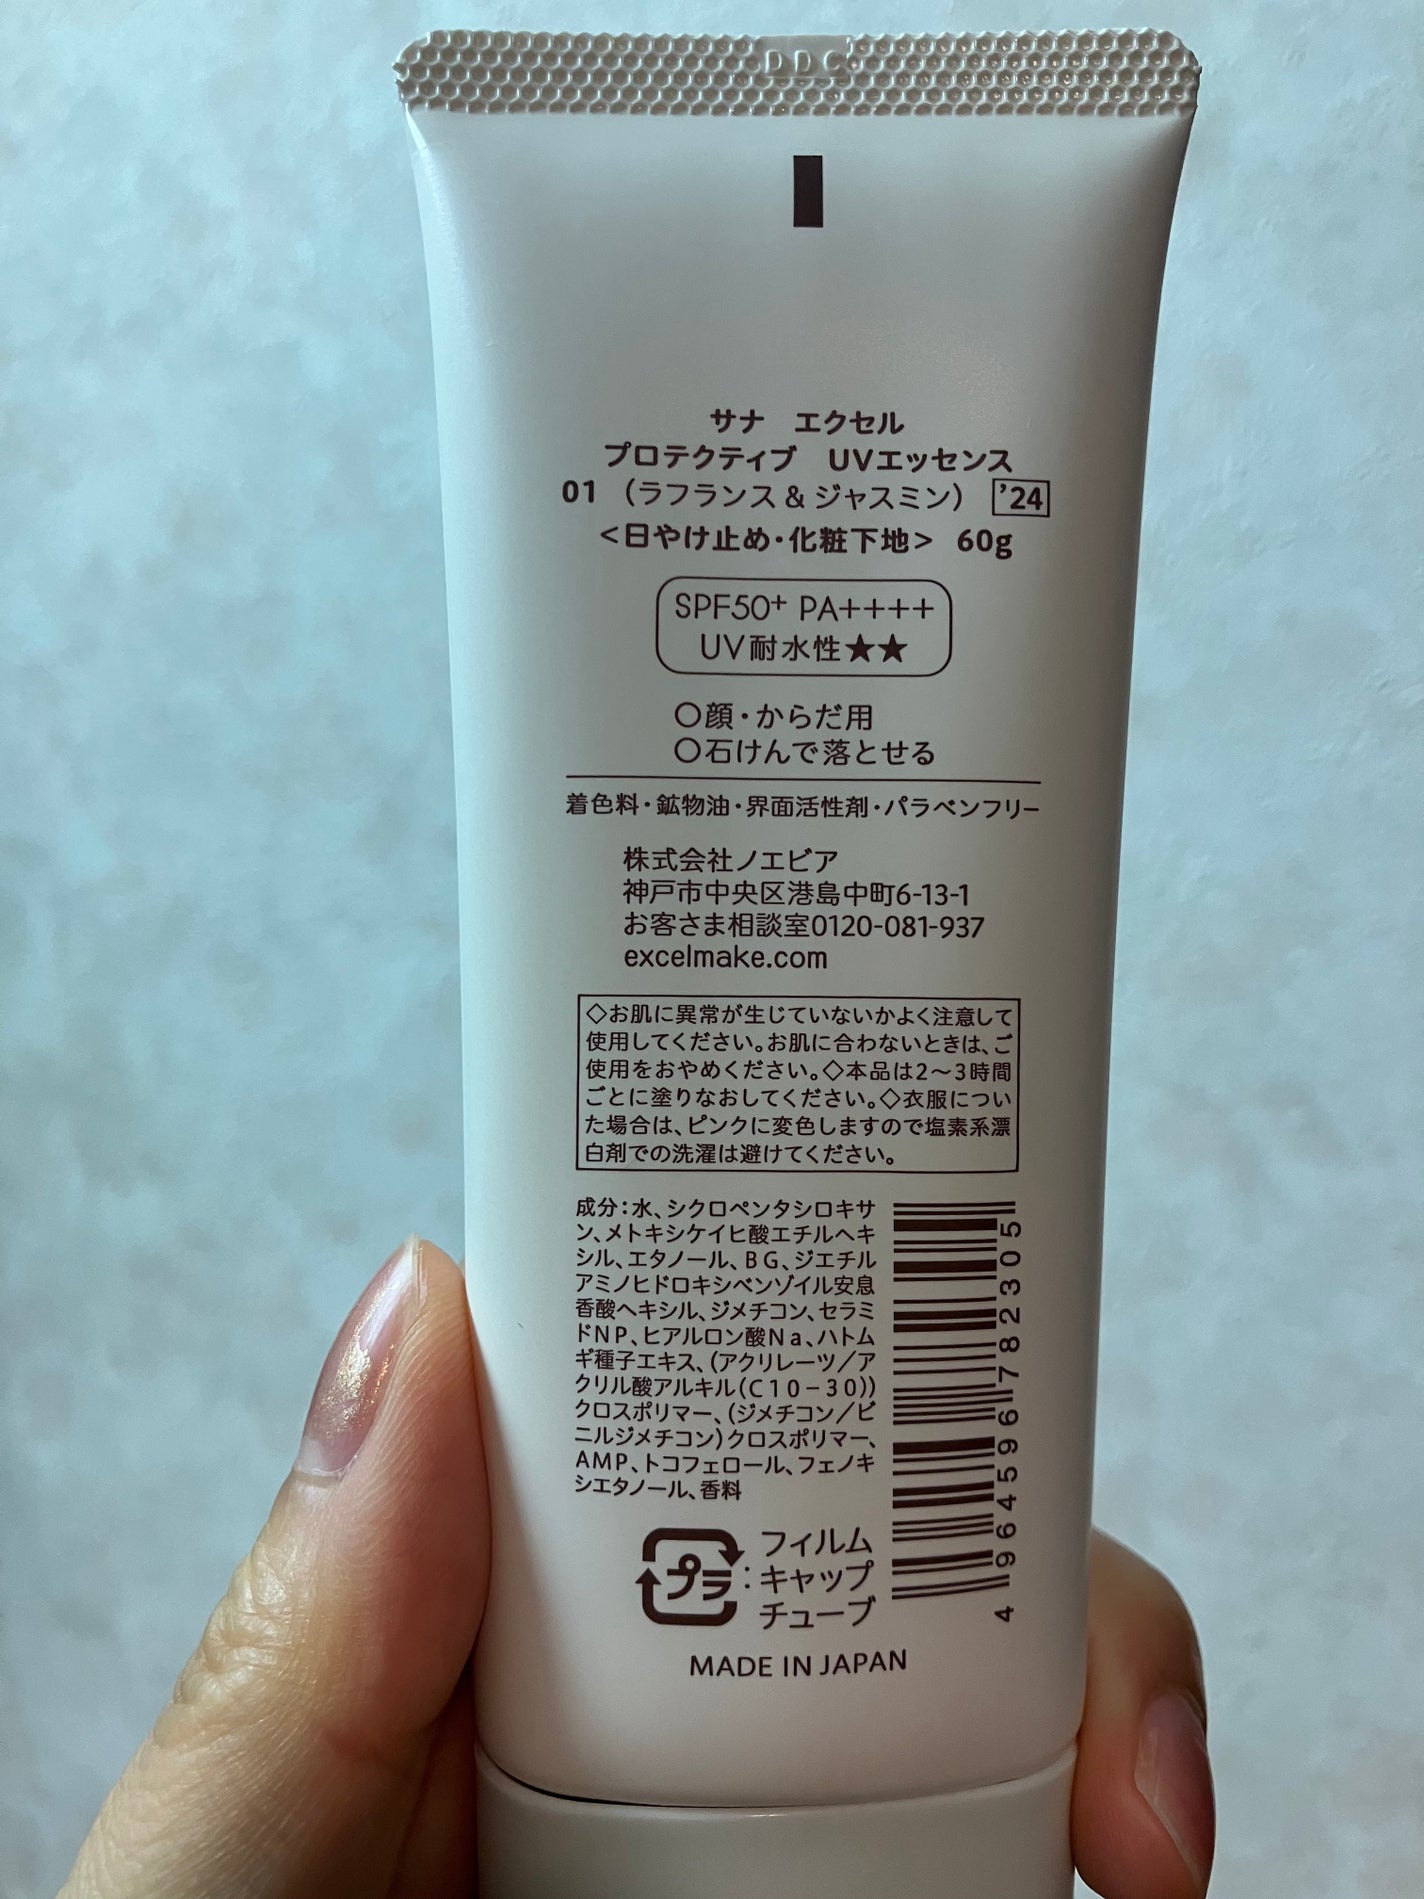 DDC
サナ エクセル
プロテクティブ UVエッセンス
01 (ラフランス & ジャスミン) '24
<日やけ止め・化粧下地> 60g
SPF50+ PA++++
UV耐水性★★
○顔・からだ用
○石けんで落とせる
着色料・鉱物油・界面活性剤・パラベンフリー
株式会社ノエビア
神戸市中央区港島中町6-13-1
お客さま相談室0120-081-937
excelmake.com
◇お肌に異常が生じていないかよく注意して
使用してください。お肌に合わないときは、ご
使用をおやめください。◇本品は2〜3時間
ごとに塗りなおしてください。◇衣服につい
た場合は、ピンクに変色しますので塩素系漂
白剤での洗濯は避けてください。
成分:水、シクロペンタシロキサ
ン、メトキシケイヒ酸エチルヘキ
シル、エタノール、BG、ジエチル
アミノヒドロキシベンゾイル安息
香酸ヘキシル、ジメチコン、セラミ
ドNP、ヒアルロン酸Na、ハトム
ギ種子エキス、(アクリレーツ/ア
クリル酸アルキル(C10-30))
クロスポリマー、(ジメチコン/ビ
ニルジメチコン)クロスポリマー、
AMP、トコフェロール、フェノキ
シエタノール、香料
4964596782305
プラ:フィルム
キャップ
チューブ
MADE IN JAPAN